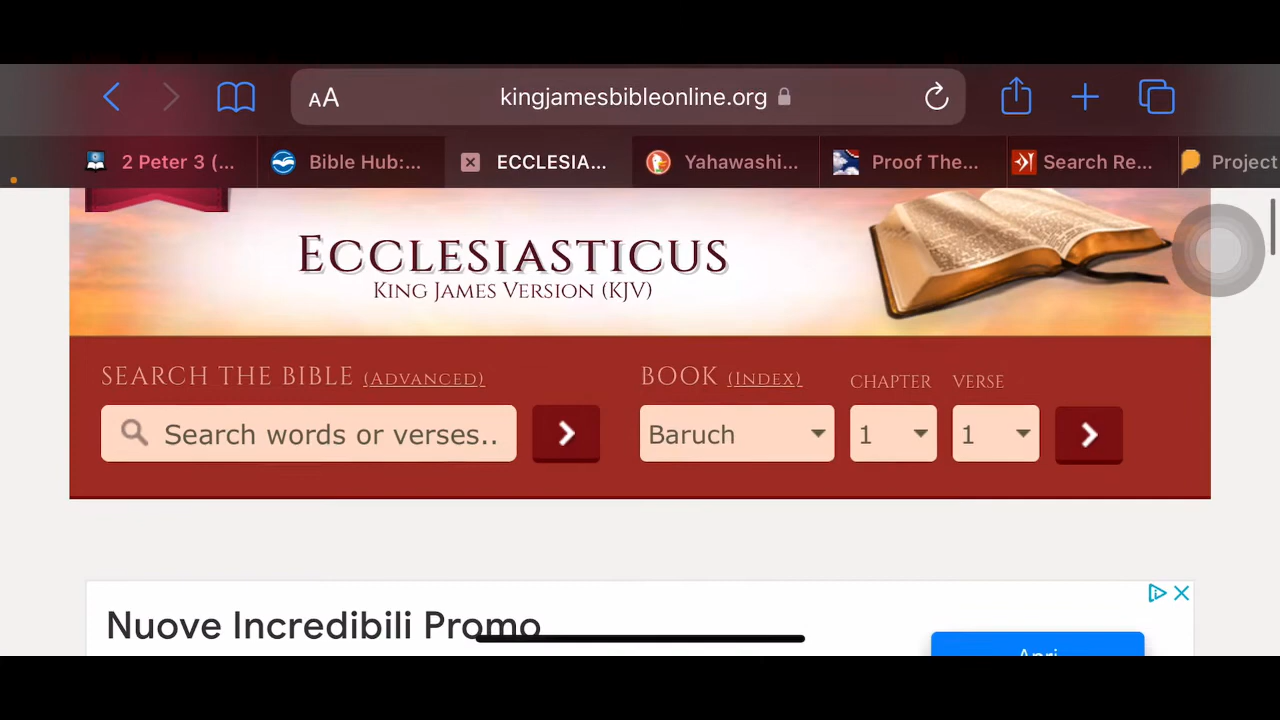 AA kingjamesbibleonline.org
2 Peter 3 (... Bible Hub:... ECCLESIA... Yahawashi... Proof The... Search Re... Project
Ecclesiasticus
King James Version (KJV)
SEARCH THE BIBLE (Advanced) BOOK (Index) CHAPTER VERSE
Search words or verses.. Baruch 1 1
Nuove Incredibili Promo
Apri